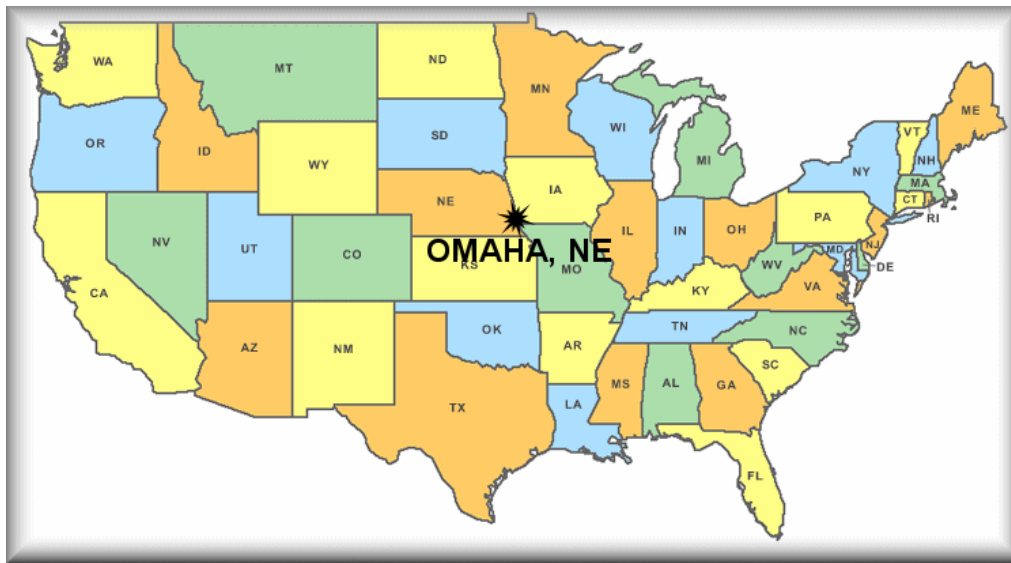 WA
MT
ND
MN
ME
OR
ID
SD
WI
VT
NH
WY
MI
NY
MA
NE
IA
CT
RI
PA
NV
UT
CO
IL
IN
OH
NJ
OMAHA, NE
KS
MO
WV
MD
DE
CA
KY
VA
AZ
NM
OK
AR
TN
NC
SC
TX
LA
MS
AL
GA
FL